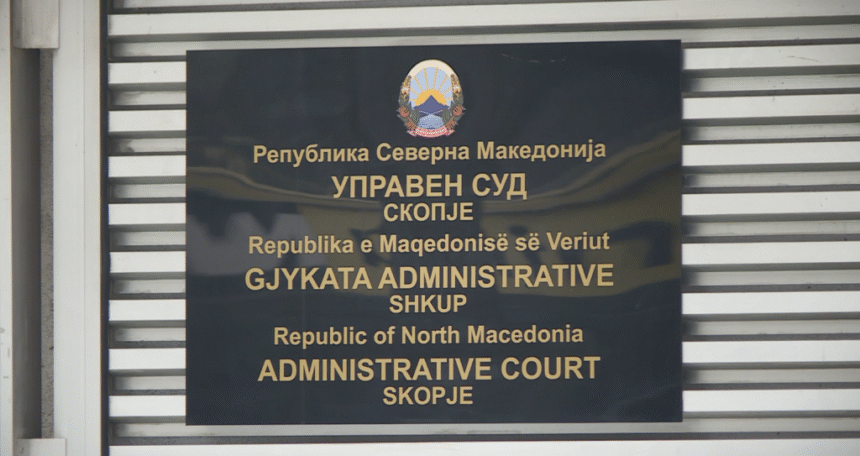 Република Северна Македонија
УПРАВЕН СУД
СКОПЈЕ
Republika e Maqedonisë së Veriut
GJYKATA ADMINISTRATIVE
SHKUP
Republic of North Macedonia
ADMINISTRATIVE COURT
SKOPJE